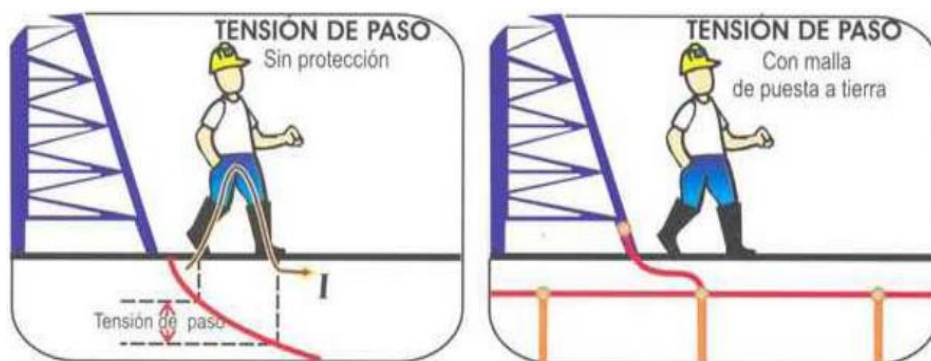 TENSIÓN DE PASO
Sin protección
I
Tensión de paso
TENSIÓN DE PASO
Con malla
de puesta a tierra